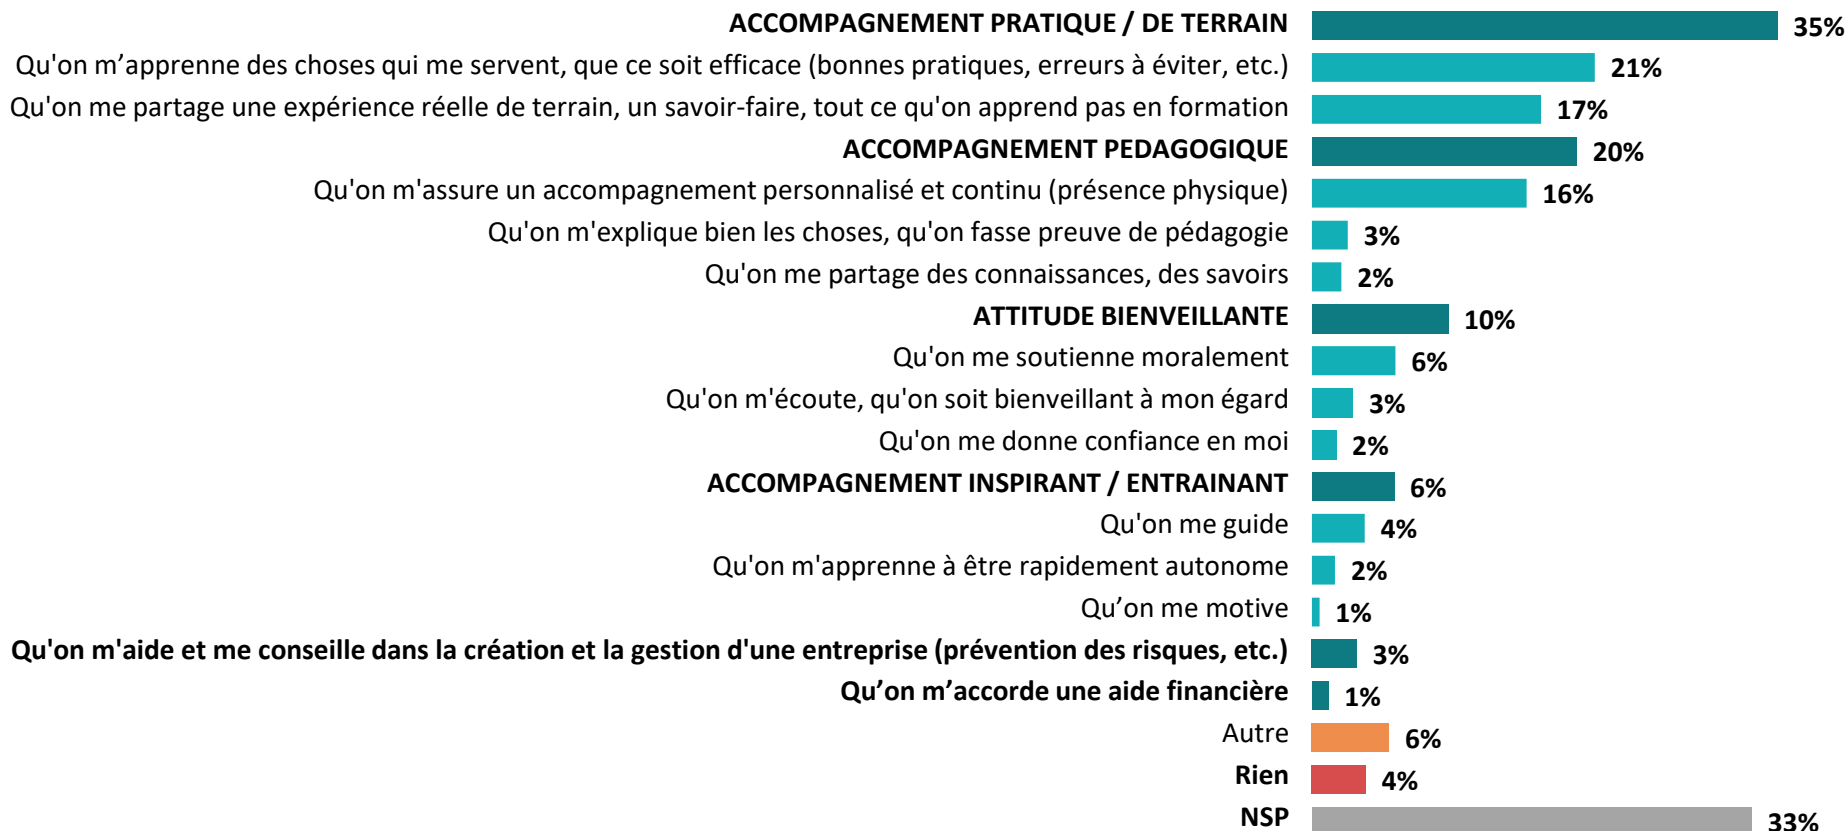 ACCOMPAGNEMENT PRATIQUE / DE TERRAIN 35%
Qu'on m’apprenne des choses qui me servent, que ce soit efficace (bonnes pratiques, erreurs à éviter, etc.) 21%
Qu'on me partage une expérience réelle de terrain, un savoir-faire, tout ce qu'on apprend pas en formation 17%
ACCOMPAGNEMENT PEDAGOGIQUE 20%
Qu'on m'assure un accompagnement personnalisé et continu (présence physique) 16%
Qu'on m'explique bien les choses, qu'on fasse preuve de pédagogie 3%
Qu'on me partage des connaissances, des savoirs 2%
ATTITUDE BIENVEILLANTE 10%
Qu'on me soutienne moralement 6%
Qu'on m'écoute, qu'on soit bienveillant à mon égard 3%
Qu'on me donne confiance en moi 2%
ACCOMPAGNEMENT INSPIRANT / ENTRAINANT 6%
Qu'on me guide 4%
Qu'on m'apprenne à être rapidement autonome 2%
Qu’on me motive 1%
Qu'on m'aide et me conseille dans la création et la gestion d'une entreprise (prévention des risques, etc.) 3%
Qu’on m’accorde une aide financière 1%
Autre 6%
Rien 4%
NSP 33%